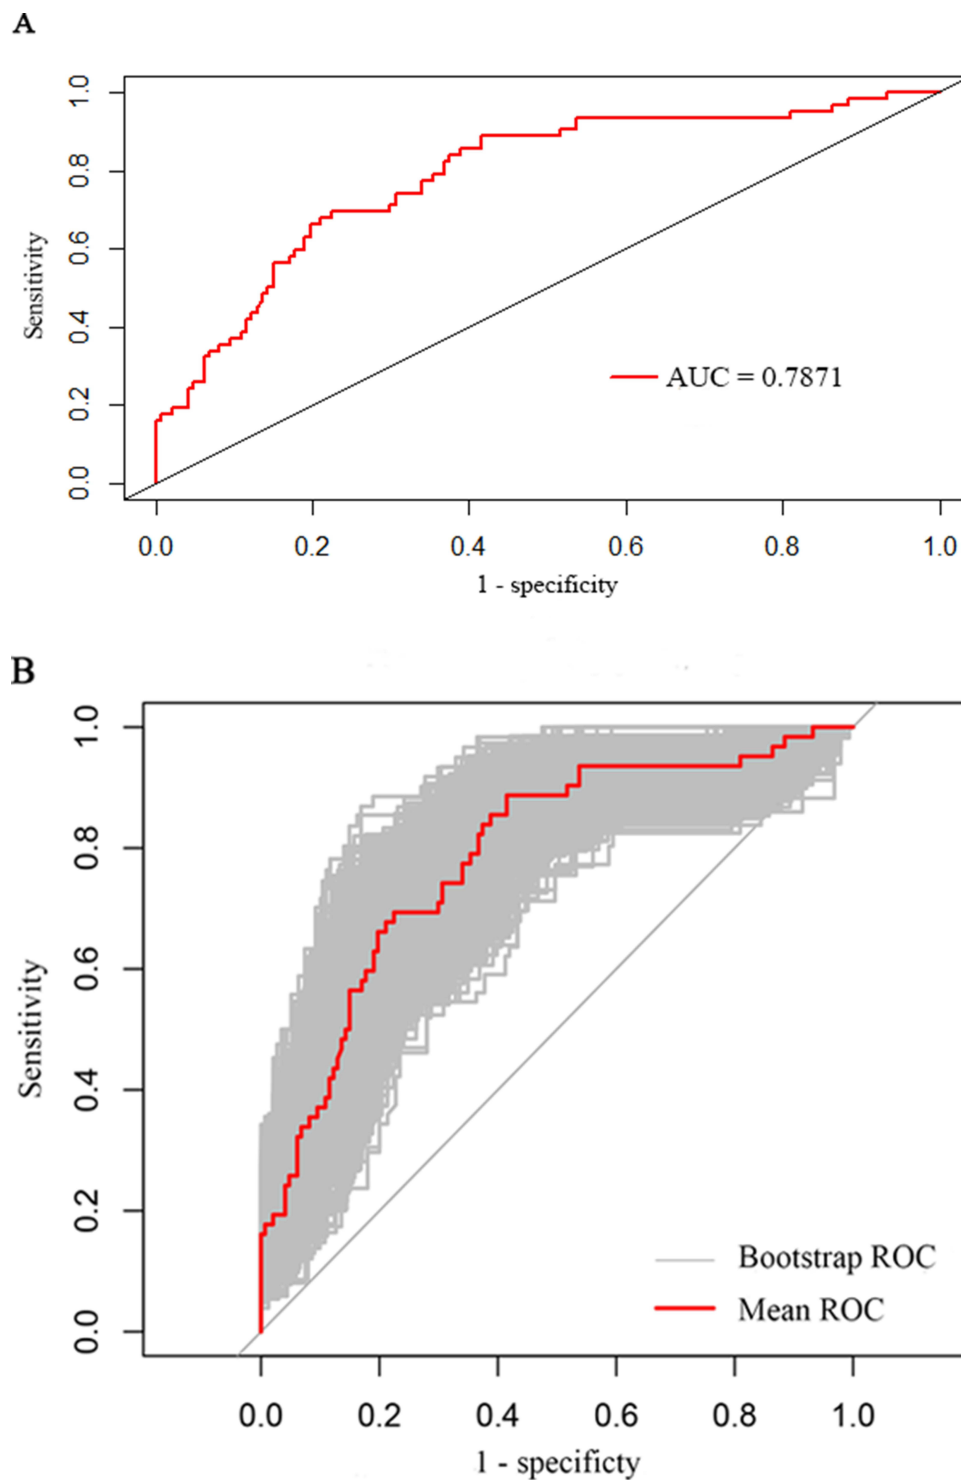 A
1.0
0.8
0.6
0.4
0.2
0.0
Sensitivity
AUC = 0.7871
0.0 0.2 0.4 0.6 0.8 1.0
1 - specificity
B
1.0
0.8
0.6
0.4
0.2
0.0
Sensitivity
Bootstrap ROC
Mean ROC
0.0 0.2 0.4 0.6 0.8 1.0
1 - specificty